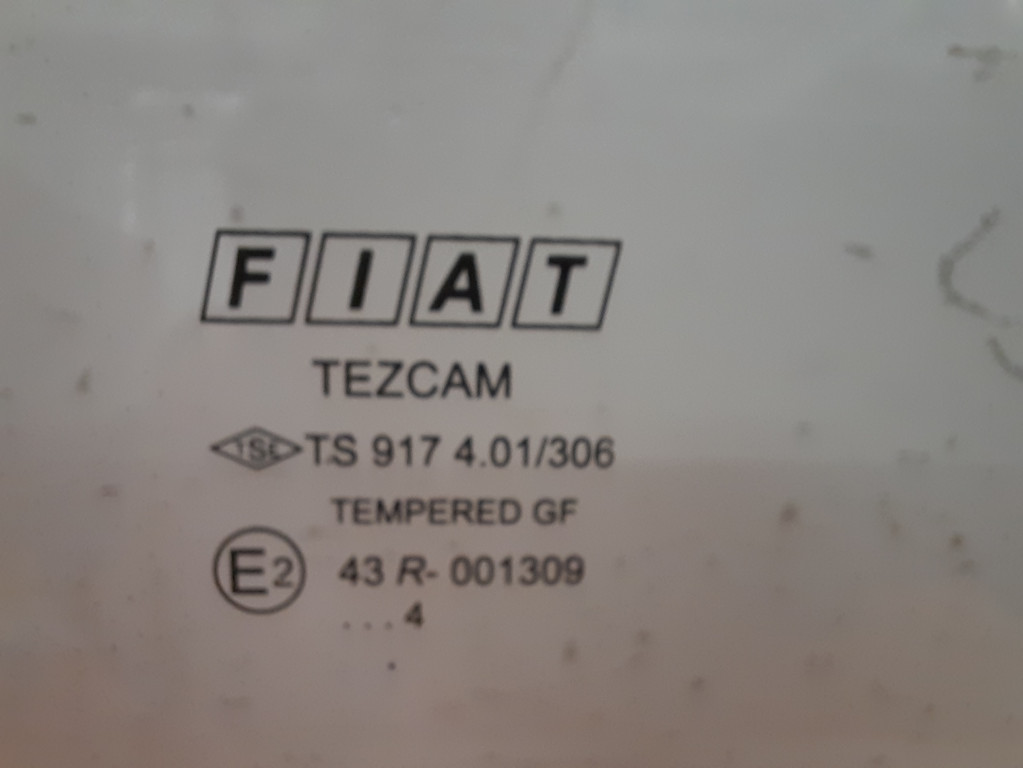 FIAT
TEZCAM
TSE TS 917 4.01/306
TEMPERED GF
E2 43 R- 001309
. . . 4
.